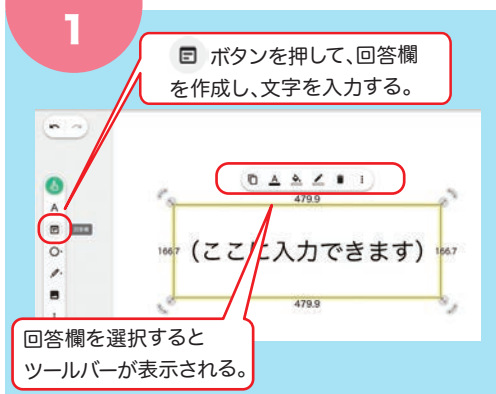 1
ボタンを押して、回答欄
を作成し、文字を入力する。
A
A
479.9
166.7
(ここに入力できます)
166.7
479.9
回答欄を選択すると
ツールバーが表示される。